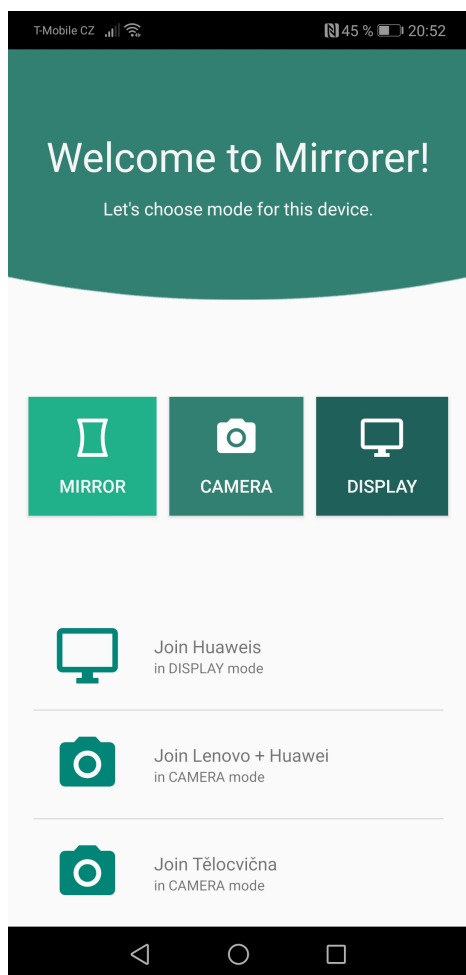 T-Mobile CZ 45 % 20:52
Welcome to Mirrorer!
Let's choose mode for this device.
MIRROR CAMERA DISPLAY
Join Huaweis
in DISPLAY mode
Join Lenovo + Huawei
in CAMERA mode
Join Tělocvična
in CAMERA mode